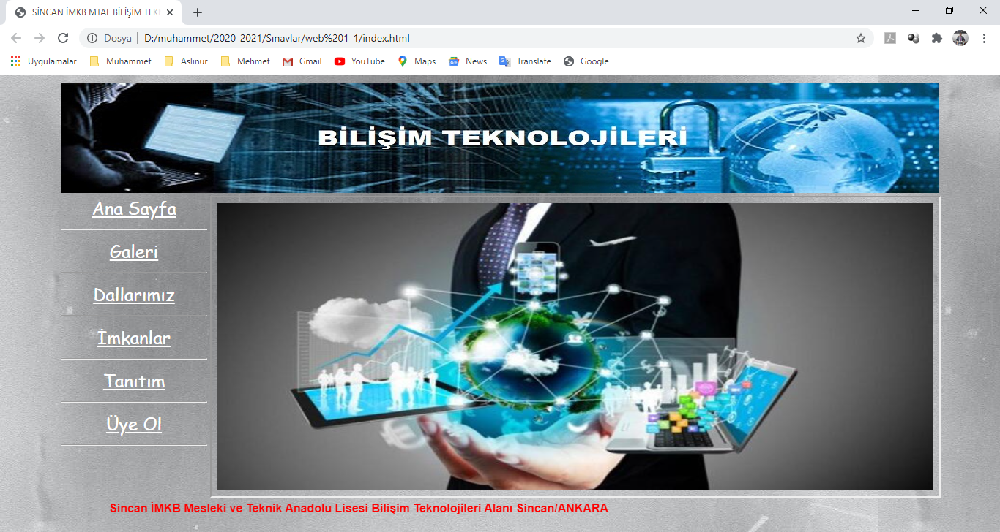 SİNCAN İMKB MTAL BİLİŞİM TEK
Dosya D:/muhammet/2020-2021/Sınavlar/web%201-1/index.html
Uygulamalar Muhammet Aslınur Mehmet Gmail YouTube Maps News Translate Google
BİLİŞİM TEKNOLOJİLERİ
Ana Sayfa
Galeri
Dallarımız
İmkanlar
Tanıtım
Üye Ol
Sincan İMKB Mesleki ve Teknik Anadolu Lisesi Bilişim Teknolojileri Alanı Sincan/ANKARA